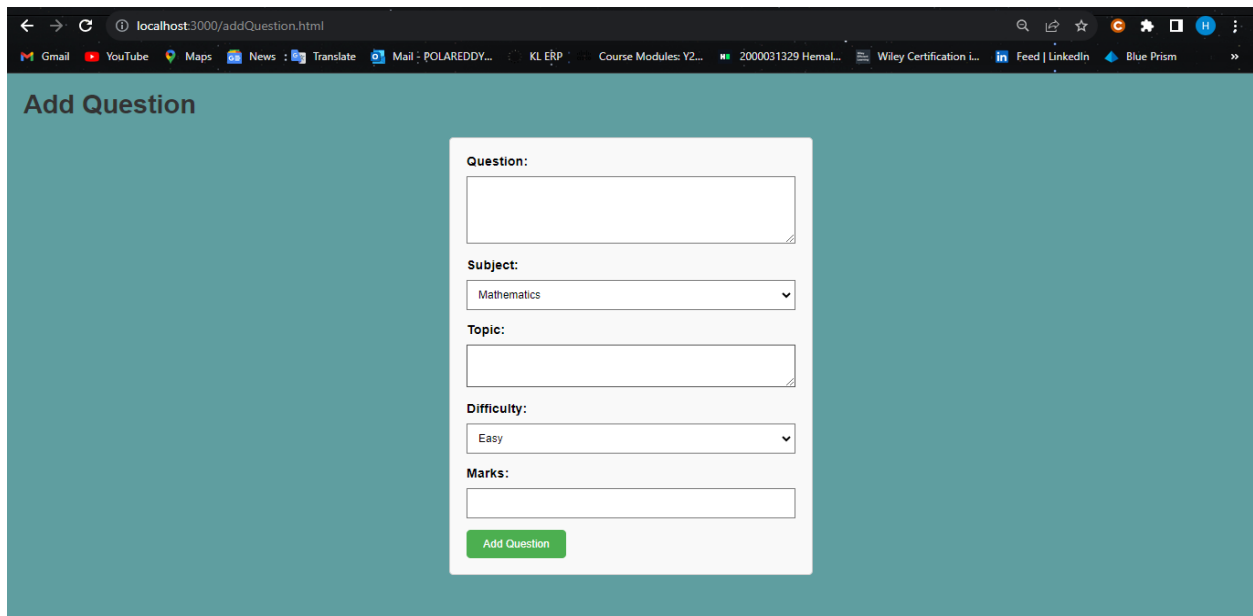 localhost:3000/addQuestion.html
Gmail YouTube Maps News Translate Mail - POLAREDDY... KL ERP Course Modules: Y2... 2000031329 Hemal... Wiley Certification i... Feed | LinkedIn Blue Prism »
Add Question
Question:
Subject:
Mathematics
Topic:
Difficulty:
Easy
Marks:
Add Question